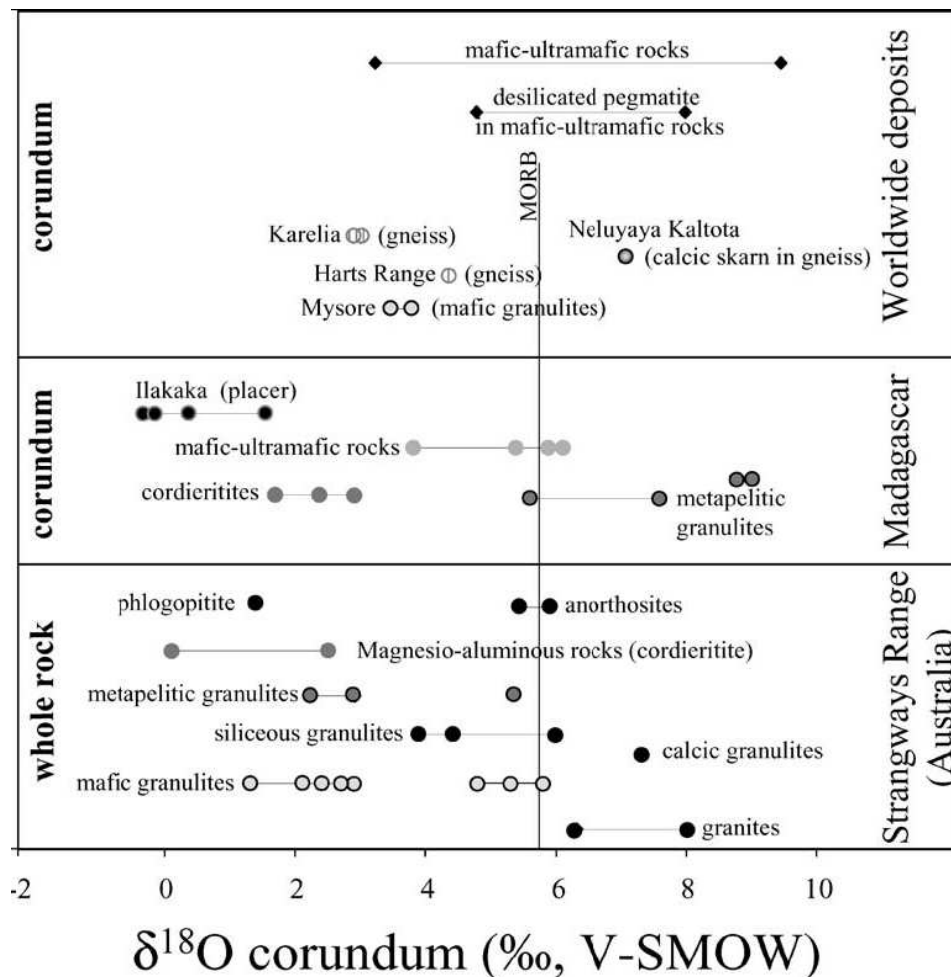 mafic-ultramafic rocks
desilicated pegmatite
in mafic-ultramafic rocks
MORB
Karelia (gneiss)
Neluyaya Kaltota
(calcic skarn in gneiss)
Harts Range (gneiss)
Mysore (mafic granulites)
corundum
Worldwide deposits
Ilakaka (placer)
mafic-ultramafic rocks
cordieritites
metapelitic
granulites
corundum
Madagascar
phlogopitite
anorthosites
Magnesio-aluminous rocks (cordieritite)
metapelitic granulites
siliceous granulites
calcic granulites
mafic granulites
granites
whole rock
Strangways Range
(Australia)
-2 0 2 4 6 8 10
δ¹⁸O corundum (‰, V-SMOW)